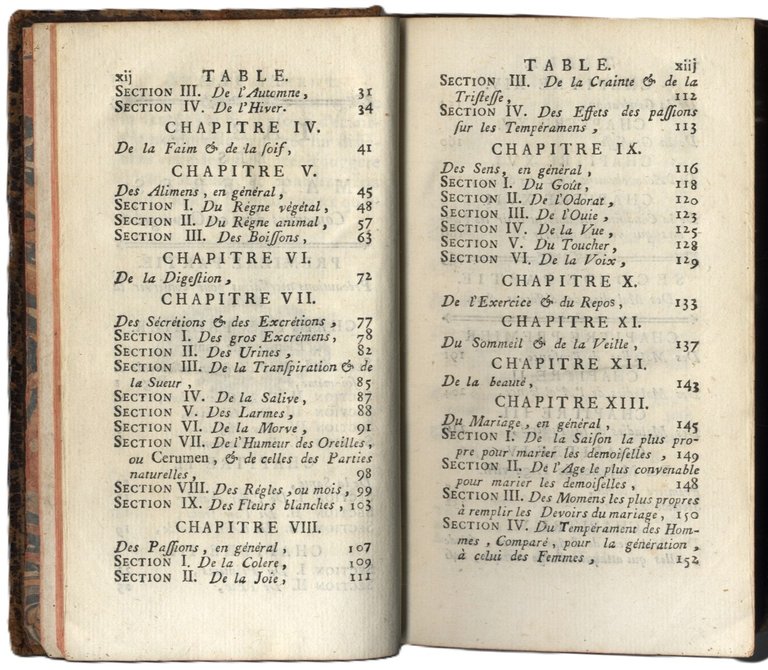 xij TABLE.
SECTION III. De l'Automne, 31
SECTION IV. De l'Hiver. 34
CHAPITRE IV.
De la Faim & de la ſoif, 41
CHAPITRE V.
Des Alimens, en général, 45
SECTION I. Du Règne végétal, 48
SECTION II. Du Règne animal, 57
SECTION III. Des Boiſſons, 63
CHAPITRE VI.
De la Digeſtion, 72
CHAPITRE VII.
Des Sécrétions & des Excrétions, 77
SECTION I. Des gros Excrémens, 78
SECTION II. Des Urines, 82
SECTION III. De la Tranſpiration & de
la Sueur, 85
SECTION IV. De la Salive, 87
SECTION V. Des Larmes, 88
SECTION VI. De la Morve, 91
SECTION VII. De l'Humeur des Oreilles,
ou Cerumen, & de celles des Parties
naturelles, 98
SECTION VIII. Des Régles, ou mois, 99
SECTION IX. Des Fleurs blanches, 103
CHAPITRE VIII.
Des Paſſions, en général, 107
SECTION I. De la Colere, 109
SECTION II. De la Joie, 111
TABLE. xiij
SECTION III. De la Crainte & de la
Triſteſſe, 112
SECTION IV. Des Effets des paſſions
ſur les Tempéramens, 113
CHAPITRE IX.
Des Sens, en général, 116
SECTION I. Du Goût, 118
SECTION II. De l'Odorat, 120
SECTION III. De l'Ouie, 123
SECTION IV. De la Vue, 125
SECTION V. Du Toucher, 128
SECTION VI. De la Voix, 129
CHAPITRE X.
De l'Exercice & du Repos, 133
CHAPITRE XI.
Du Sommeil & de la Veille, 137
CHAPITRE XII.
De la beauté, 143
CHAPITRE XIII.
Du Mariage, en général, 145
SECTION I. De la Saiſon la plus pro-
pre pour marier les demoiſelles, 149
SECTION II. De l'Age le plus convenable
pour marier les demoiſelles, 148
SECTION III. Des Momens les plus propres
à remplir les Devoirs du mariage, 150
SECTION IV. Du Tempérament des Hom-
mes, Comparé, pour la génération,
à celui des Femmes, 152